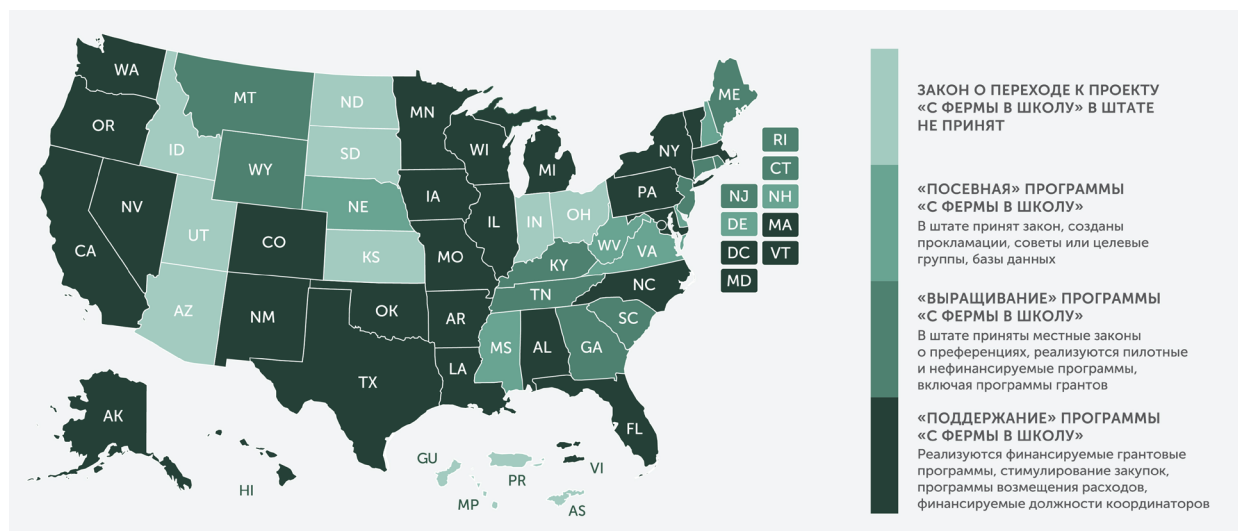 WA
OR
CA
NV
ID
MT
WY
UT
AZ
CO
NM
ND
SD
NE
KS
OK
TX
MN
IA
MO
AR
LA
WI
IL
MI
IN
OH
KY
TN
MS
AL
GA
FL
SC
NC
VA
WV
PA
NY
ME
RI
CT
NJ
NH
DE
MA
DC
VT
MD
AK
HI
GU
MP
PR
VI
AS
ЗАКОН О ПЕРЕХОДЕ К ПРОЕКТУ
«С ФЕРМЫ В ШКОЛУ» В ШТАТЕ
НЕ ПРИНЯТ
«ПОСЕВНАЯ» ПРОГРАММЫ
«С ФЕРМЫ В ШКОЛУ»
В штате принят закон, созданы
прокламации, советы или целевые
группы, базы данных
«ВЫРАЩИВАНИЕ» ПРОГРАММЫ
«С ФЕРМЫ В ШКОЛУ»
В штате приняты местные законы
о преференциях, реализуются пилотные
и нефинансируемые программы,
включая программы грантов
«ПОДДЕРЖАНИЕ» ПРОГРАММЫ
«С ФЕРМЫ В ШКОЛУ»
Реализуются финансируемые грантовые
программы, стимулирование закупок,
программы возмещения расходов,
финансируемые должности координаторов